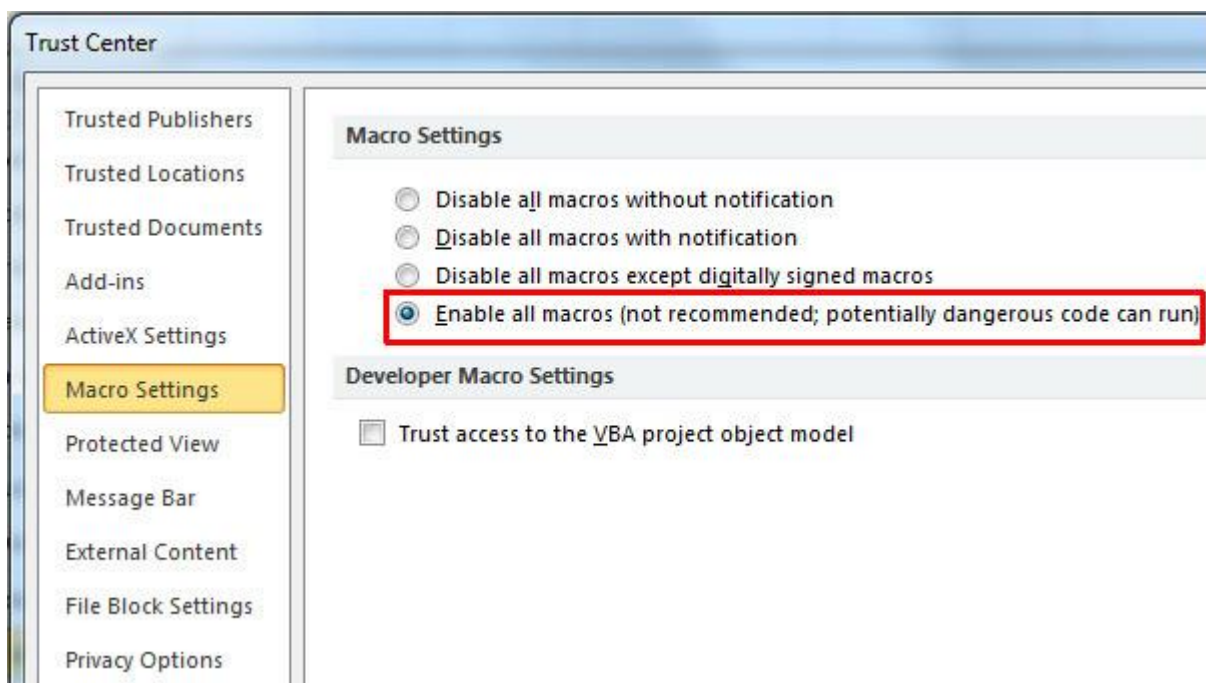 Trust Center
Trusted Publishers
Trusted Locations
Trusted Documents
Add-ins
ActiveX Settings
Macro Settings
Protected View
Message Bar
External Content
File Block Settings
Privacy Options
Macro Settings
Disable all macros without notification
Disable all macros with notification
Disable all macros except digitally signed macros
Enable all macros (not recommended; potentially dangerous code can run)
Developer Macro Settings
Trust access to the VBA project object model